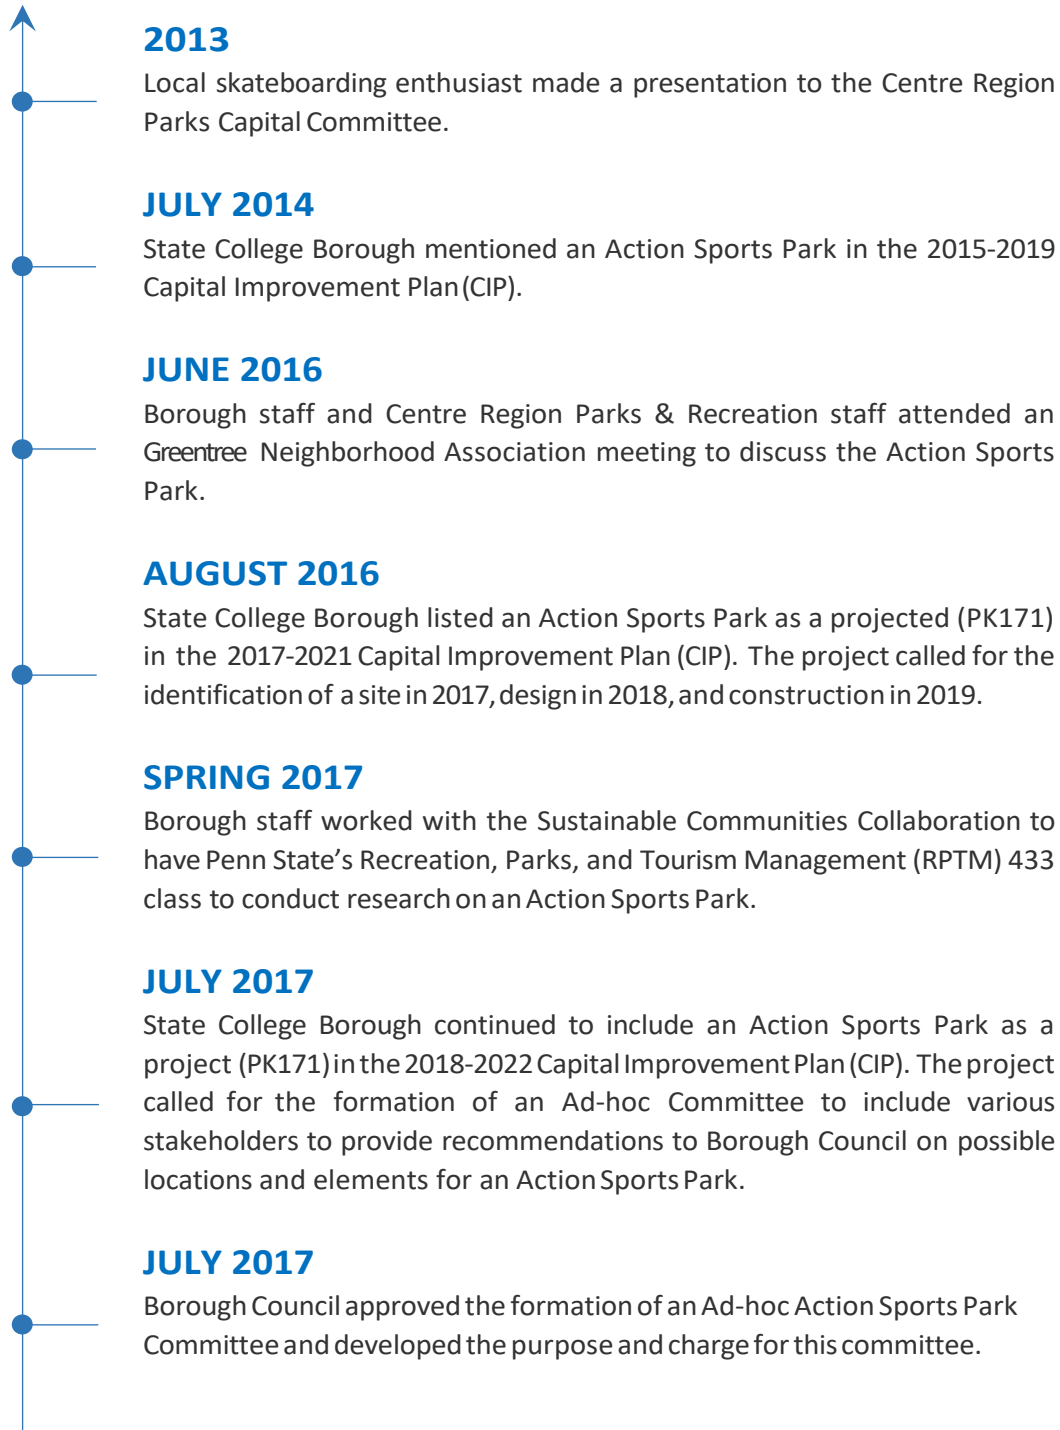 2013
Local skateboarding enthusiast made a presentation to the Centre Region
Parks Capital Committee.
JULY 2014
State College Borough mentioned an Action Sports Park in the 2015-2019
Capital Improvement Plan (CIP).
JUNE 2016
Borough staff and Centre Region Parks & Recreation staff attended an
Greentree Neighborhood Association meeting to discuss the Action Sports
Park.
AUGUST 2016
State College Borough listed an Action Sports Park as a projected (PK171)
in the 2017-2021 Capital Improvement Plan (CIP). The project called for the
identification of a site in 2017, design in 2018, and construction in 2019.
SPRING 2017
Borough staff worked with the Sustainable Communities Collaboration to
have Penn State’s Recreation, Parks, and Tourism Management (RPTM) 433
class to conduct research on an Action Sports Park.
JULY 2017
State College Borough continued to include an Action Sports Park as a
project (PK171) in the 2018-2022 Capital Improvement Plan (CIP). The project
called for the formation of an Ad-hoc Committee to include various
stakeholders to provide recommendations to Borough Council on possible
locations and elements for an Action Sports Park.
JULY 2017
Borough Council approved the formation of an Ad-hoc Action Sports Park
Committee and developed the purpose and charge for this committee.